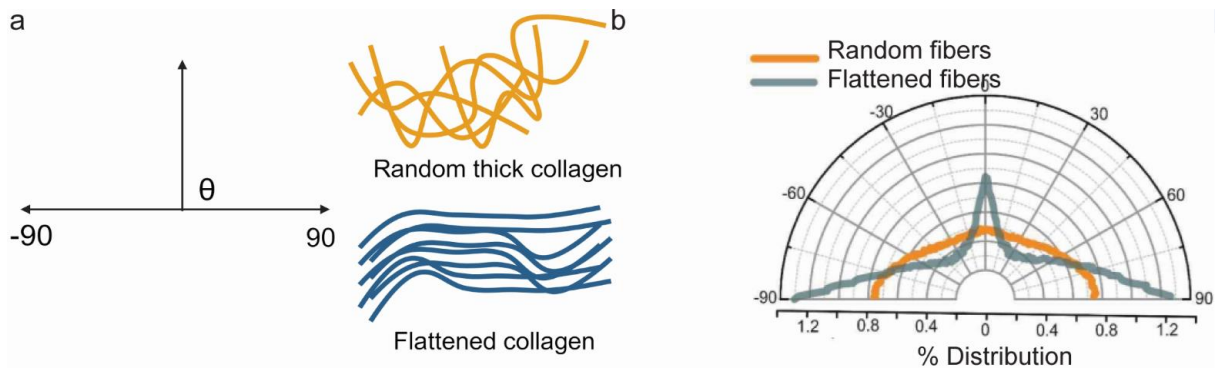 a
θ
-90
90
Random thick collagen
Flattened collagen
b
Random fibers
Flattened fibers
0
-30
30
-60
60
-90
90
1.2 0.8 0.4 0 0.4 0.8 1.2
% Distribution